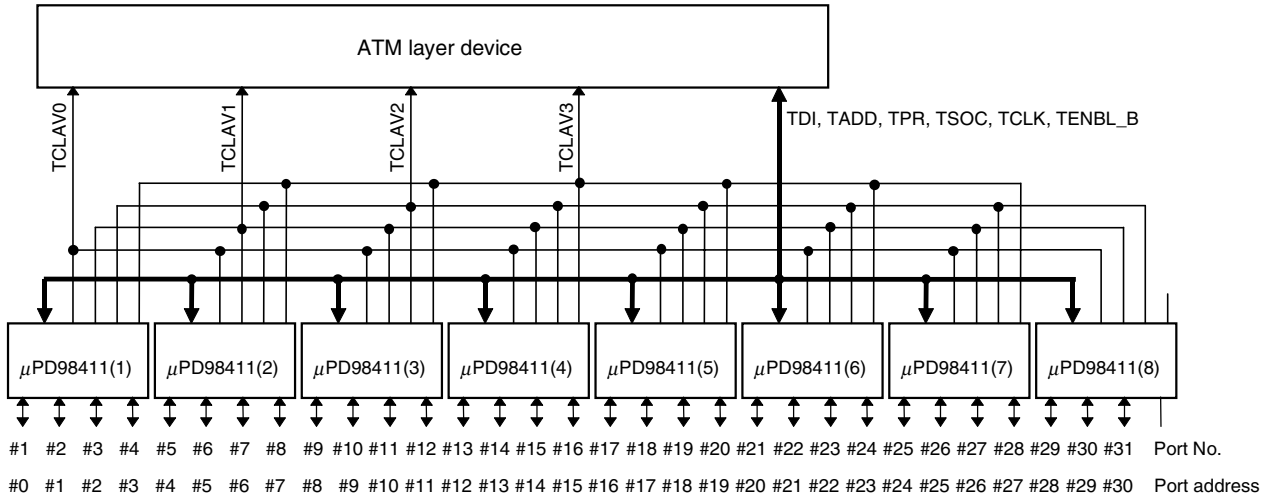 ATM layer device
TCLAV0
TCLAV1
TCLAV2
TCLAV3
TDI, TADD, TPR, TSOC, TCLK, TENBL_B
μPD98411(1)
μPD98411(2)
μPD98411(3)
μPD98411(4)
μPD98411(5)
μPD98411(6)
μPD98411(7)
μPD98411(8)
#1 #2 #3 #4 #5 #6 #7 #8 #9 #10 #11 #12 #13 #14 #15 #16 #17 #18 #19 #20 #21 #22 #23 #24 #25 #26 #27 #28 #29 #30 #31 Port No.
#0 #1 #2 #3 #4 #5 #6 #7 #8 #9 #10 #11 #12 #13 #14 #15 #16 #17 #18 #19 #20 #21 #22 #23 #24 #25 #26 #27 #28 #29 #30 Port address